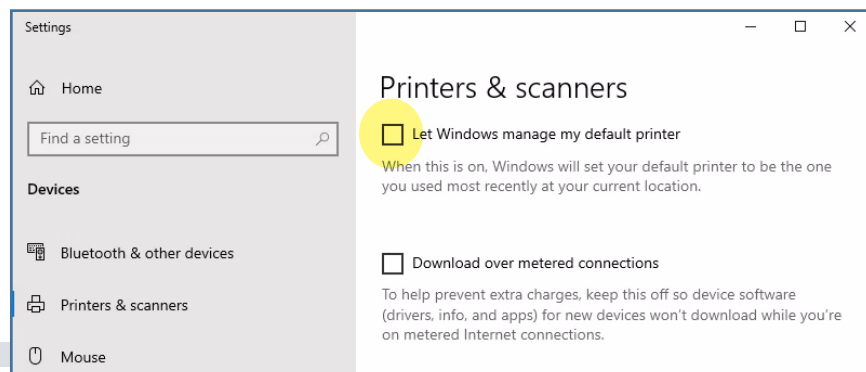 Settings
Home
Find a setting
Devices
Bluetooth & other devices
Printers & scanners
Mouse
Printers & scanners
Let Windows manage my default printer
When this is on, Windows will set your default printer to be the one
you used most recently at your current location.
Download over metered connections
To help prevent extra charges, keep this off so device software
(drivers, info, and apps) for new devices won't download while you're
on metered Internet connections.